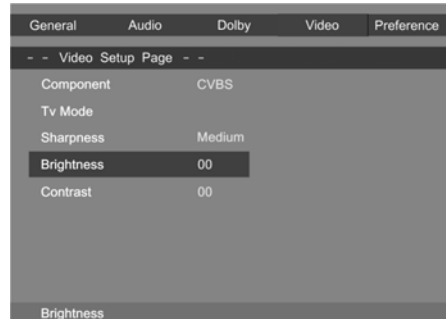 General Audio Dolby Video Preference
- - Video Setup Page - -
Component CVBS
Tv Mode
Sharpness Medium
Brightness 00
Contrast 00
Brightness